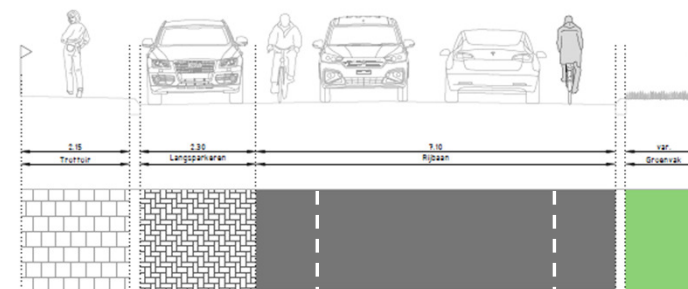 2.15
Trottoir
2.30
Langsparkeren
7.10
Rijbaan
var.
Groenvak